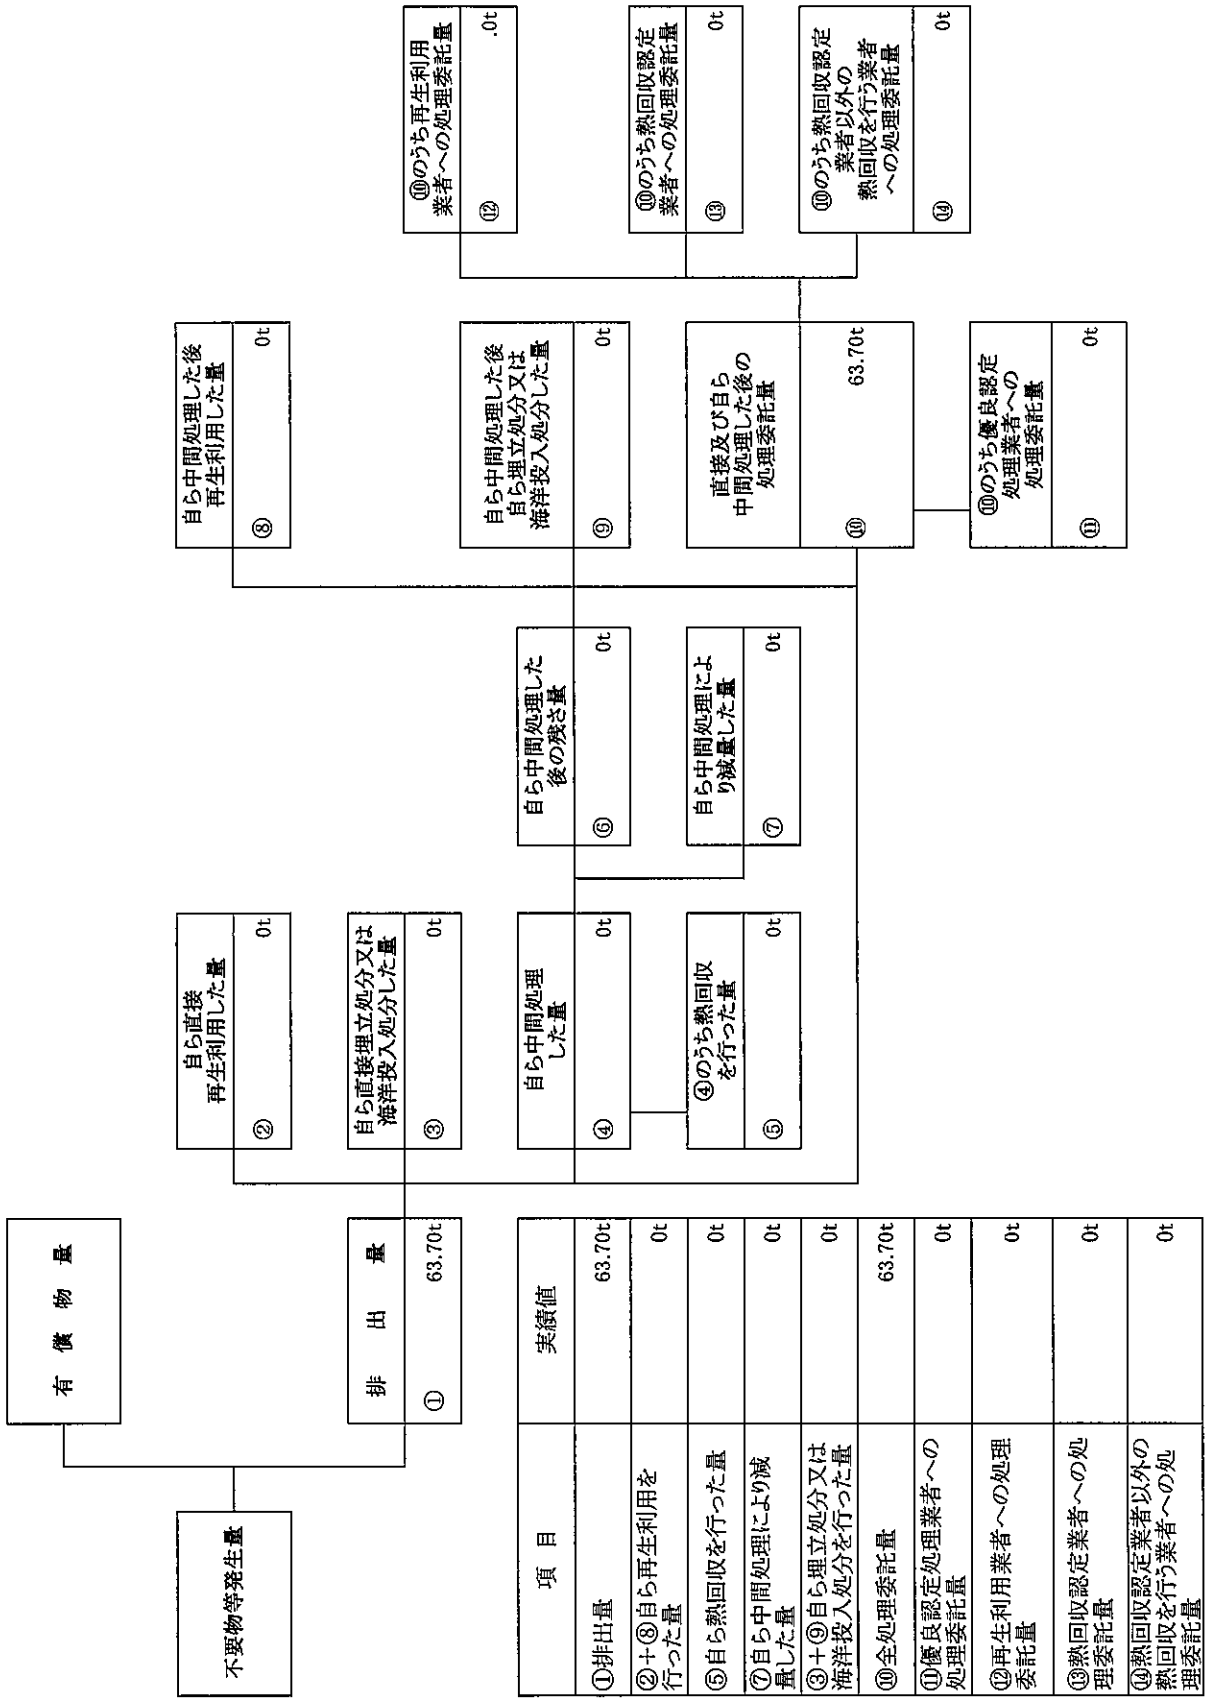 不要物等発生量
有償物量
排出量
① 63.70t
自ら直接
再生利用した量
② 0t
自ら直接埋立処分又は
海洋投入処分した量
③ 0t
自ら中間処理
した量
④ 0t
④のうち熱回収
を行った量
⑤ 0t
自ら中間処理した
後の残さ量
⑥ 0t
自ら中間処理によ
り減量した量
⑦ 0t
自ら中間処理した後
再生利用した量
⑧ 0t
自ら中間処理した後
自ら埋立処分又は
海洋投入処分した量
⑨ 0t
直接及び自ら
中間処理した後の
処理委託量
⑩ 63.70t
⑩のうち優良認定
処理業者への
処理委託量
⑪ 0t
⑩のうち再生利用
業者への処理委託量
⑫ .0t
⑩のうち熱回収認定
業者への処理委託量
⑬ 0t
⑩のうち熱回収認定
業者以外の
熱回収を行う業者
への処理委託量
⑭ 0t
項目 実績値
①排出量 63.70t
②+⑧自ら再生利用を
行った量 0t
⑤自ら熱回収を行った量 0t
⑦自ら中間処理により減
量した量 0t
③+⑨自ら埋立処分又は
海洋投入処分を行った量 0t
⑩全処理委託量 63.70t
⑪優良認定処理業者への
処理委託量 0t
⑫再生利用業者への処理
委託量 0t
⑬熱回収認定業者への処
理委託量 0t
⑭熱回収認定業者以外の
熱回収を行う業者への処
理委託量 0t